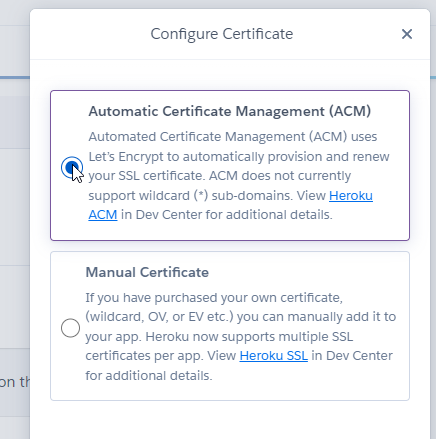 Configure Certificate
Automatic Certificate Management (ACM)
Automated Certificate Management (ACM) uses
Let's Encrypt to automatically provision and renew
your SSL certificate. ACM does not currently
support wildcard (*) sub-domains. View Heroku
ACM in Dev Center for additional details.
Manual Certificate
If you have purchased your own certificate,
(wildcard, OV, or EV etc.) you can manually add it to
your app. Heroku now supports multiple SSL
certificates per app. View Heroku SSL in Dev Center
for additional details.
on